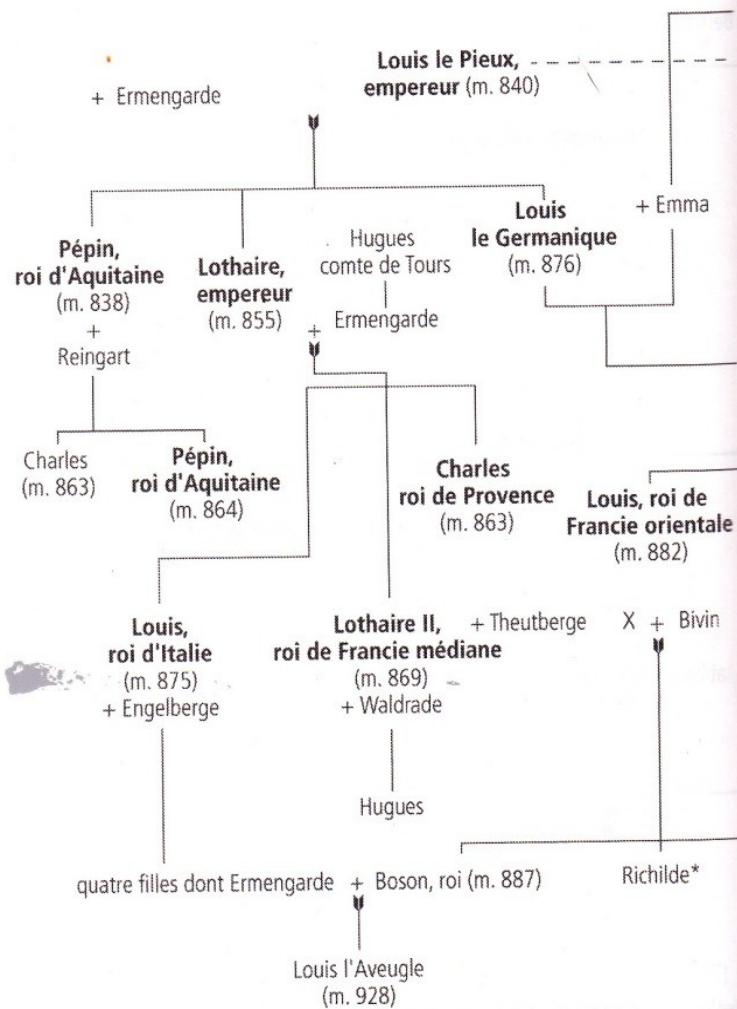 Louis le Pieux,
empereur (m. 840)
+ Ermengarde
Pépin,
roi d'Aquitaine
(m. 838)
+
Reingart
Lothaire,
empereur
(m. 855)
+
Hugues
comte de Tours
Ermengarde
Louis
le Germanique
(m. 876)
+ Emma
Charles
(m. 863)
Pépin,
roi d'Aquitaine
(m. 864)
Charles
roi de Provence
(m. 863)
Louis, roi de
Francie orientale
(m. 882)
Louis,
roi d'Italie
(m. 875)
+ Engelberge
Lothaire II,
roi de Francie médiane
(m. 869)
+ Waldrade
+ Theutberge
X + Bivin
Hugues
quatre filles dont Ermengarde + Boson, roi (m. 887)
Richilde*
Louis l'Aveugle
(m. 928)